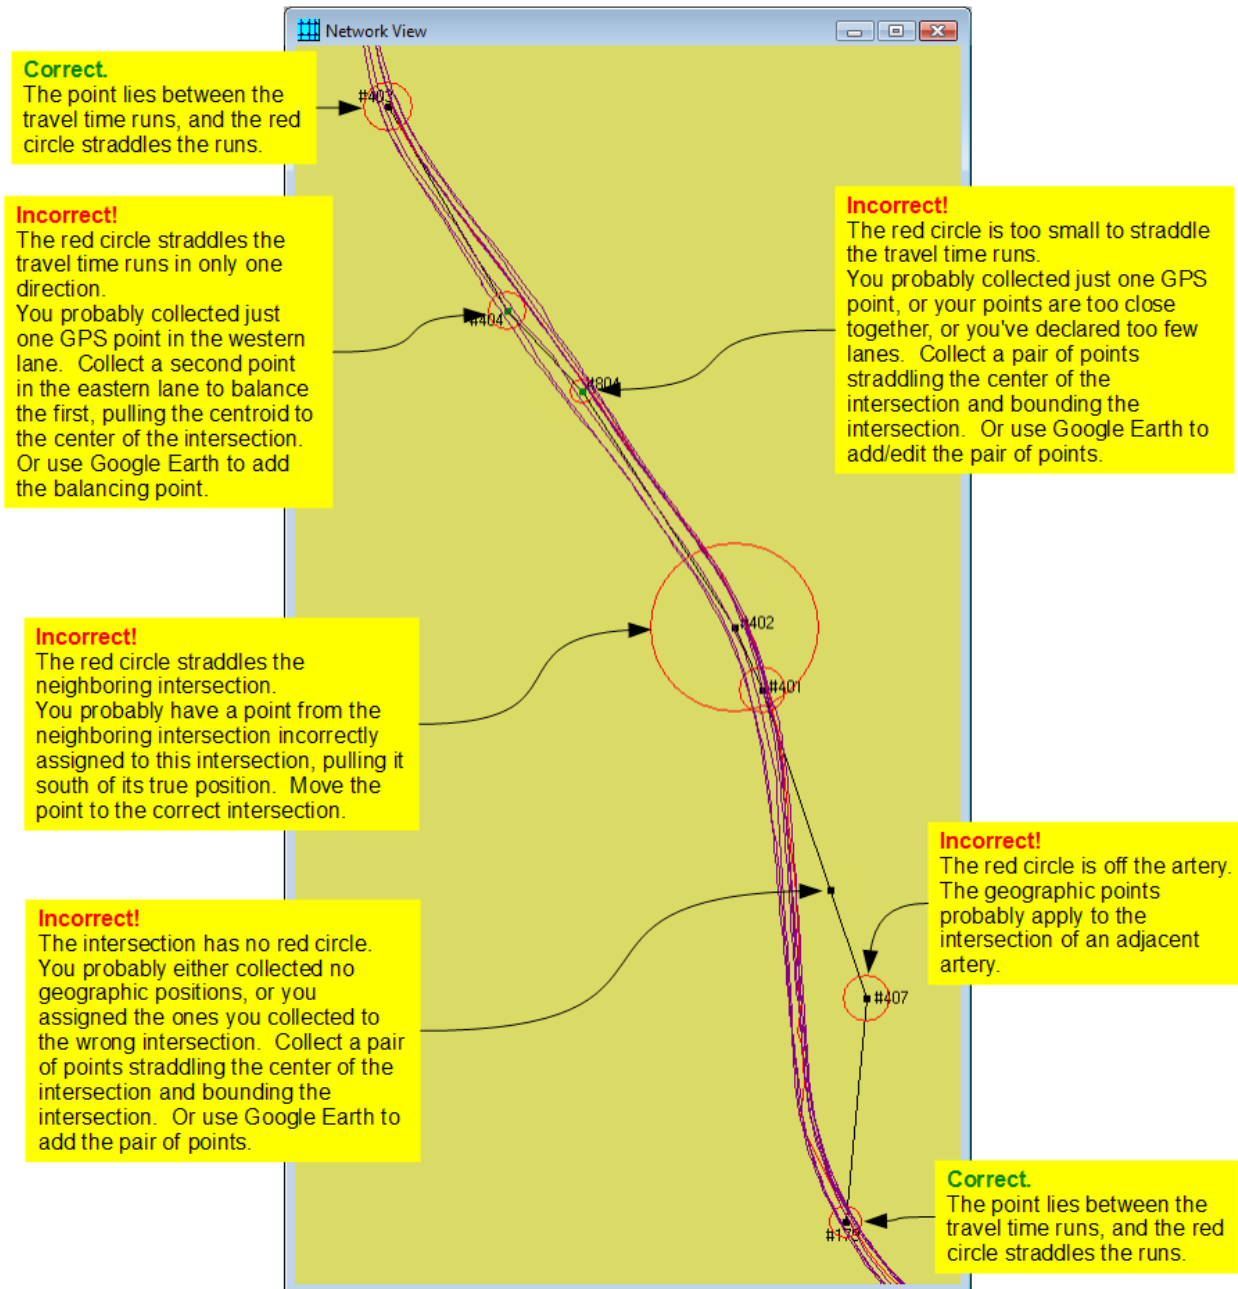 Network View
Correct.
The point lies between the
travel time runs, and the red
circle straddles the runs.
#403
Incorrect!
The red circle straddles the
travel time runs in only one
direction.
You probably collected just
one GPS point in the western
lane.  Collect a second point
in the eastern lane to balance
the first, pulling the centroid to
the center of the intersection.
Or use Google Earth to add
the balancing point.
Incorrect!
The red circle is too small to straddle
the travel time runs.
You probably collected just one GPS
point, or your points are too close
together, or you've declared too few
lanes.  Collect a pair of points
straddling the center of the
intersection and bounding the
intersection.  Or use Google Earth to
add/edit the pair of points.
#404
#804
Incorrect!
The red circle straddles the
neighboring intersection.
You probably have a point from the
neighboring intersection incorrectly
assigned to this intersection, pulling it
south of its true position.  Move the
point to the correct intersection.
#402
#401
Incorrect!
The red circle is off the artery.
The geographic points
probably apply to the
intersection of an adjacent
artery.
Incorrect!
The intersection has no red circle.
You probably either collected no
geographic positions, or you
assigned the ones you collected to
the wrong intersection.  Collect a pair
of points straddling the center of the
intersection and bounding the
intersection.  Or use Google Earth to
add the pair of points.
#407
Correct.
The point lies between the
travel time runs, and the red
circle straddles the runs.